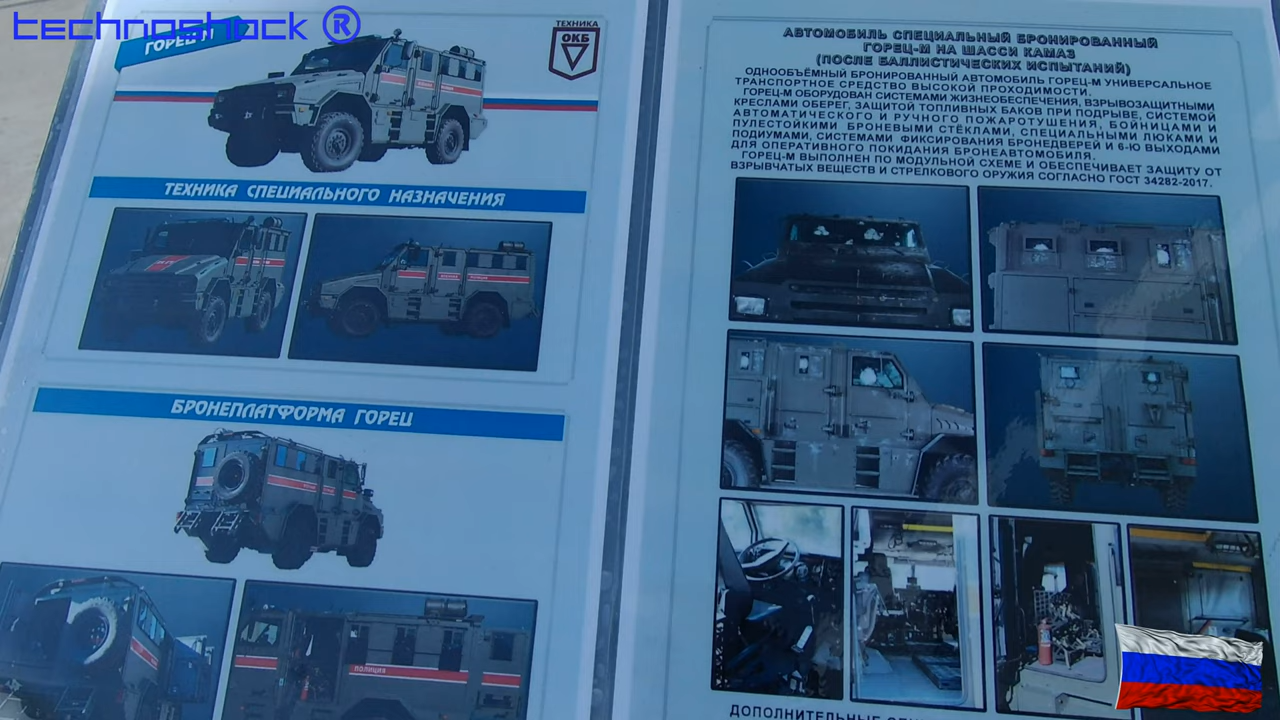 technoshock ®
ГОРЕЦ
ТЕХНИКА
ОКБ
ТЕХНИКА СПЕЦИАЛЬНОГО НАЗНАЧЕНИЯ
БРОНЕПЛАТФОРМА ГОРЕЦ
ПОЛИЦИЯ
АВТОМОБИЛЬ СПЕЦИАЛЬНЫЙ БРОНИРОВАННЫЙ
ГОРЕЦ-М НА ШАССИ КАМАЗ
(ПОСЛЕ БАЛЛИСТИЧЕСКИХ ИСПЫТАНИЙ)
ОДНООБЪЁМНЫЙ БРОНИРОВАННЫЙ АВТОМОБИЛЬ ГОРЕЦ-М УНИВЕРСАЛЬНОЕ
ТРАНСПОРТНОЕ СРЕДСТВО ВЫСОКОЙ ПРОХОДИМОСТИ.
ГОРЕЦ-М ОБОРУДОВАН СИСТЕМАМИ ЖИЗНЕОБЕСПЕЧЕНИЯ, ВЗРЫВОЗАЩИТНЫМИ
КРЕСЛАМИ ОБЕРЕГ, ЗАЩИТОЙ ТОПЛИВНЫХ БАКОВ ПРИ ПОДРЫВЕ, СИСТЕМОЙ
АВТОМАТИЧЕСКОГО И РУЧНОГО ПОЖАРОТУШЕНИЯ, БОЙНИЦАМИ И
ПУЛЕСТОЙКИМИ БРОНЕВЫМИ СТЁКЛАМИ, СПЕЦИАЛЬНЫМИ ЛЮКАМИ И
ПОДИУМАМИ, СИСТЕМАМИ ФИКСИРОВАНИЯ БРОНЕДВЕРЕЙ И 6-Ю ВЫХОДАМИ
ДЛЯ ОПЕРАТИВНОГО ПОКИДАНИЯ БРОНЕАВТОМОБИЛЯ.
ГОРЕЦ-М ВЫПОЛНЕН ПО МОДУЛЬНОЙ СХЕМЕ И ОБЕСПЕЧИВАЕТ ЗАЩИТУ ОТ
ВЗРЫВЧАТЫХ ВЕЩЕСТВ И СТРЕЛКОВОГО ОРУЖИЯ СОГЛАСНО ГОСТ 34282-2017.
ДОПОЛНИТЕЛЬНЫЕ